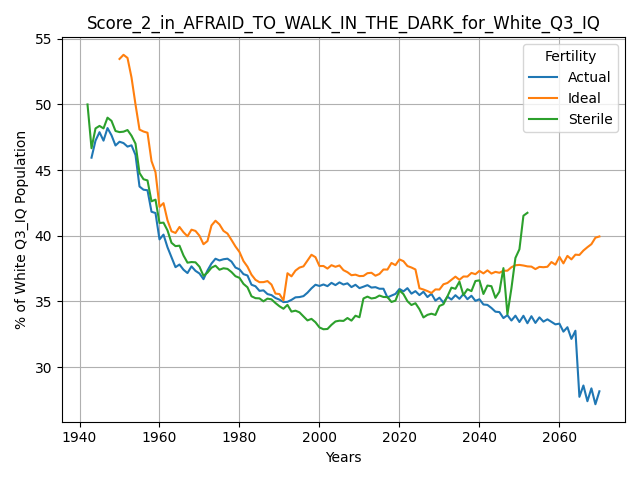 Score_2_in_AFRAID_TO_WALK_IN_THE_DARK_for_White_Q3_IQ
55
50
45
40
35
30
% of White Q3_IQ Population
Fertility
Actual
Ideal
Sterile
1940 1960 1980 2000 2020 2040 2060
Years